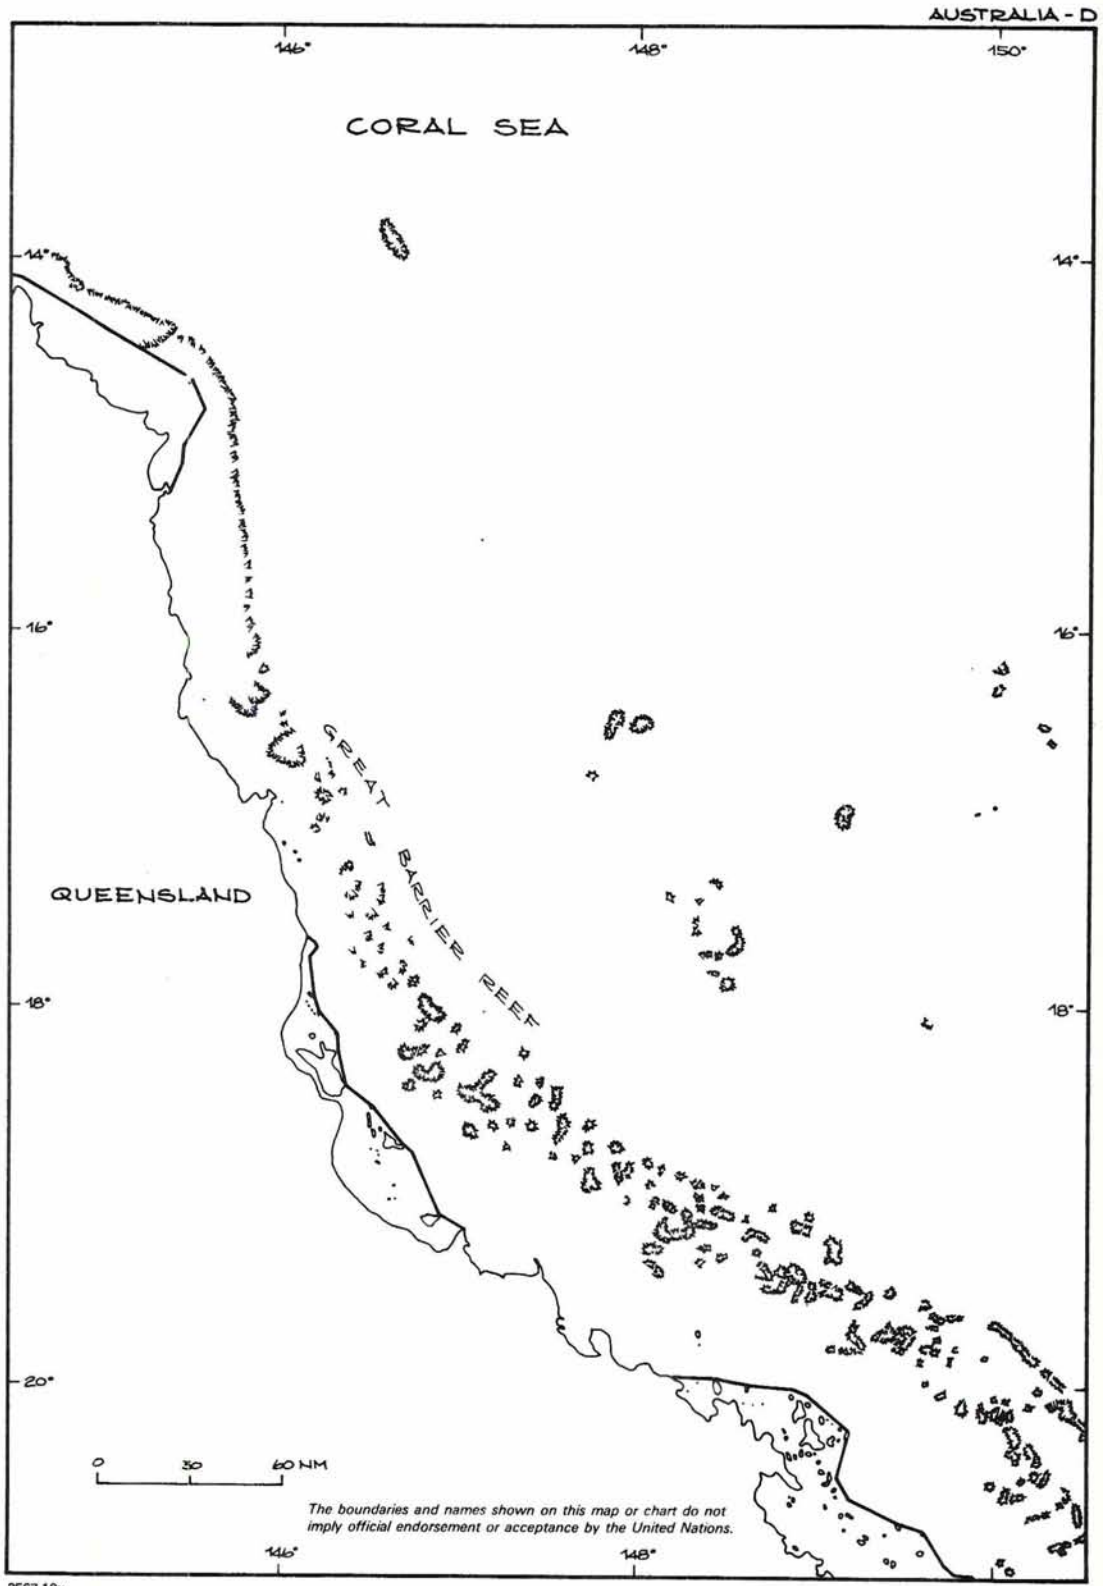 AUSTRALIA - D
146° 148° 150°
CORAL SEA
14° 14°
16° 16°
GREAT BARRIER REEF
QUEENSLAND
18° 18°
20°
0 30 60 NM
The boundaries and names shown on this map or chart do not
imply official endorsement or acceptance by the United Nations.
146° 148°